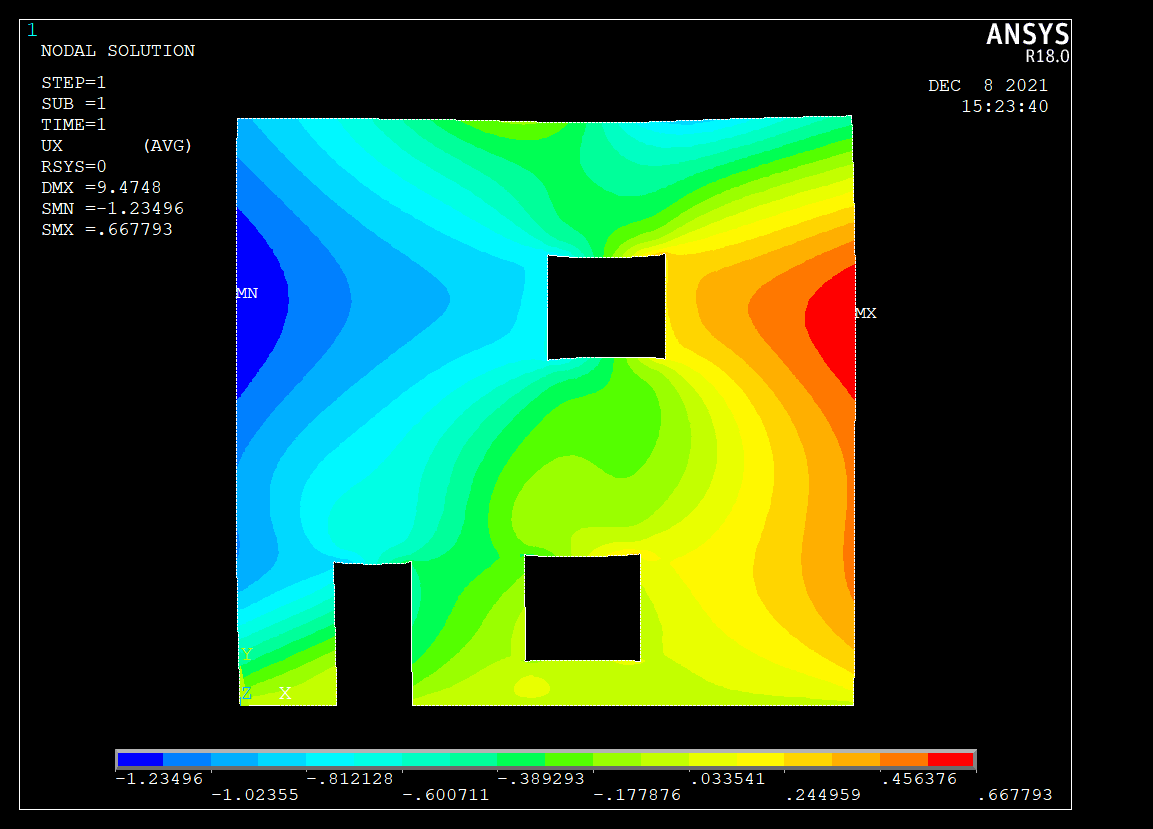 1
ANSYS
R18.0
NODAL SOLUTION
DEC 8 2021
15:23:40
STEP=1
SUB =1
TIME=1
UX (AVG)
RSYS=0
DMX =9.4748
SMN =-1.23496
SMX =.667793
MN
MX
Y
Z X
-1.23496 -.812128 -.389293 .033541 .456376
-1.02355 -.600711 -.177876 .244959 .667793